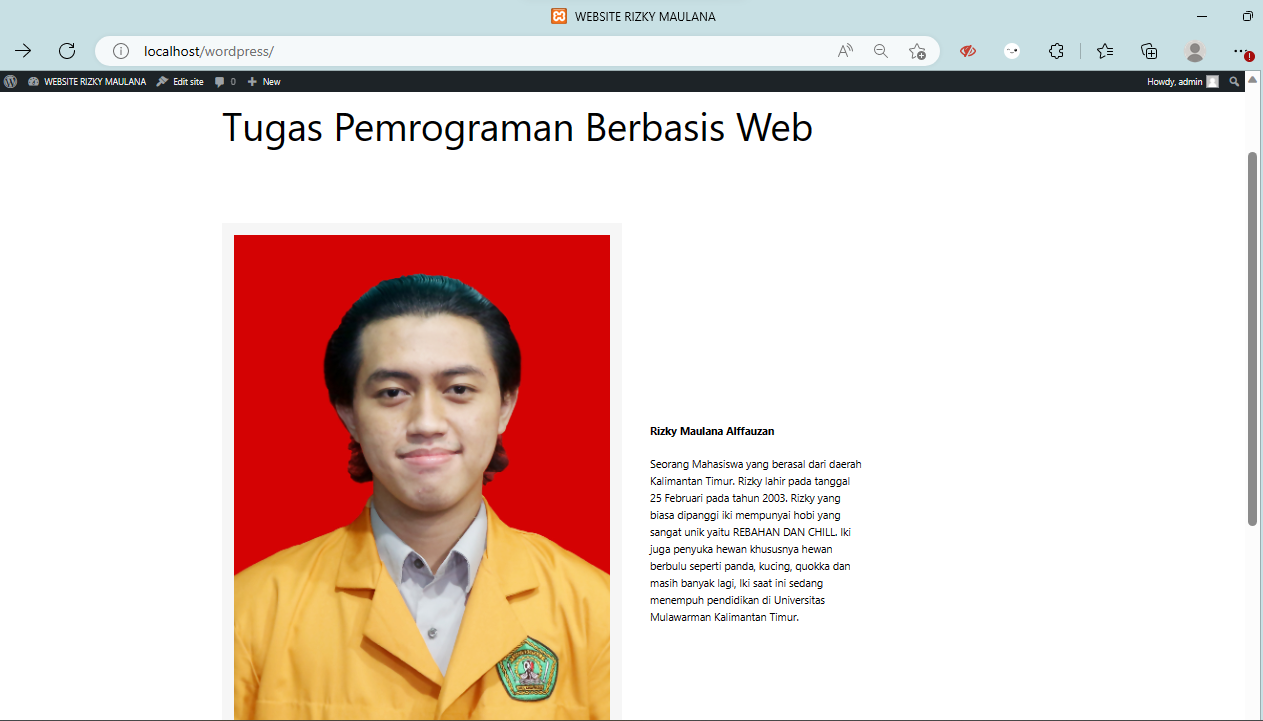 WEBSITE RIZKY MAULANA
localhost/wordpress/
WEBSITE RIZKY MAULANA Edit site 0 New Howdy, admin
Tugas Pemrograman Berbasis Web
Rizky Maulana Alffauzan
Seorang Mahasiswa yang berasal dari daerah
Kalimantan Timur. Rizky lahir pada tanggal
25 Februari pada tahun 2003. Rizky yang
biasa dipanggi iki mempunyai hobi yang
sangat unik yaitu REBAHAN DAN CHILL. Iki
juga penyuka hewan khususnya hewan
berbulu seperti panda, kucing, quokka dan
masih banyak lagi, Iki saat ini sedang
menempuh pendidikan di Universitas
Mulawarman Kalimantan Timur.